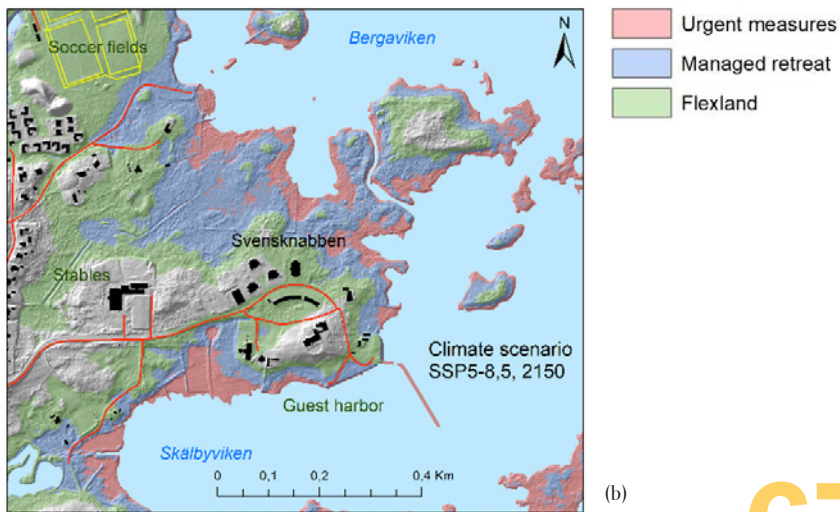 Soccer fields
Bergaviken
N
Urgent measures
Managed retreat
Flexland
Svensknabben
Stables
Climate scenario
SSP5-8,5, 2150
Guest harbor
Skälbyviken
0 0,1 0,2 0,4 Km
(b)